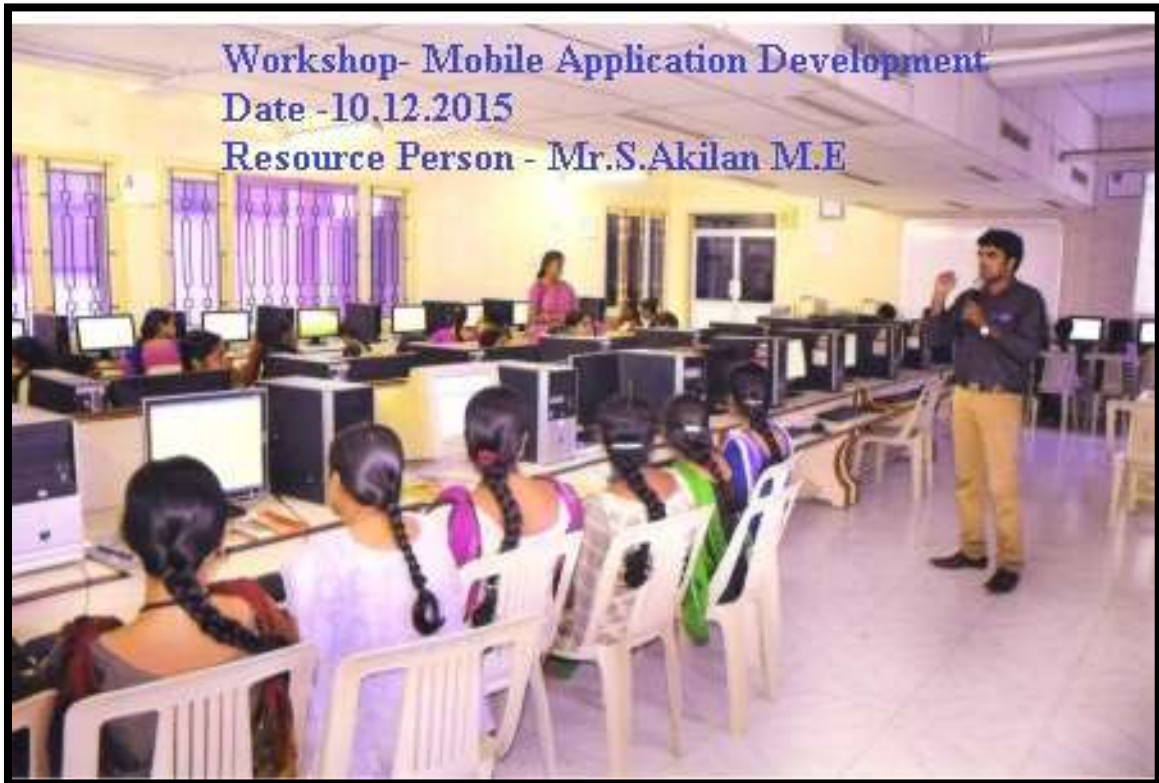 Workshop- Mobile Application Development
Date -10.12.2015
Resource Person - Mr.S.Akilan M.E